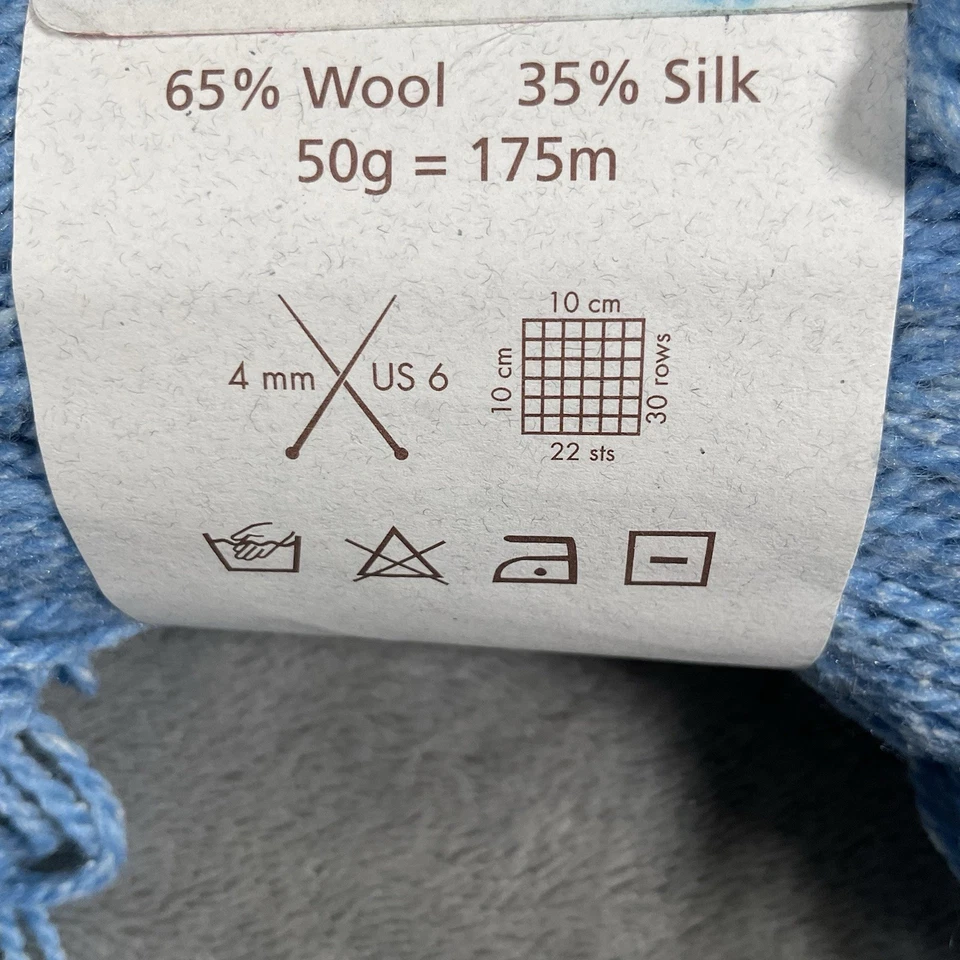 65% Wool 35% Silk
50g = 175m
4 mm US 6
10 cm
10 cm
30 rows
22 sts